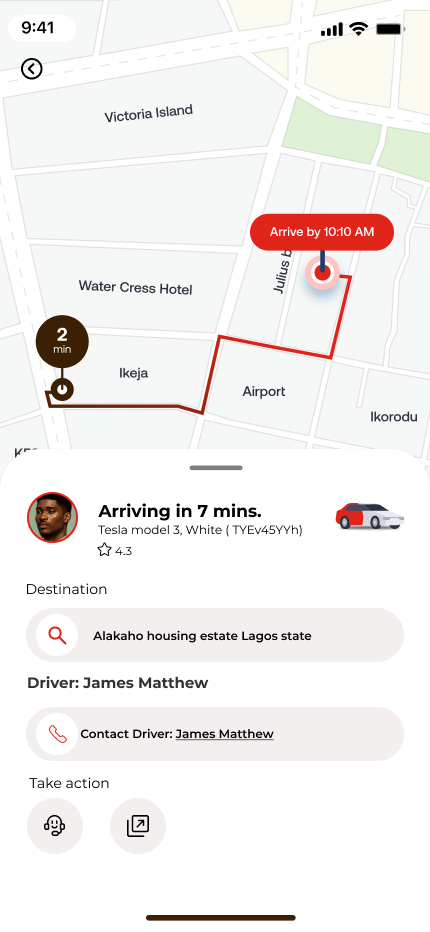 9:41
Victoria Island
Arrive by 10:10 AM
Julius b
Water Cress Hotel
2
min
Ikeja
Airport
Ikorodu
Arriving in 7 mins.
Tesla model 3, White ( TYEv45YYh)
4.3
Destination
Alakaho housing estate Lagos state
Driver: James Matthew
Contact Driver: James Matthew
Take action